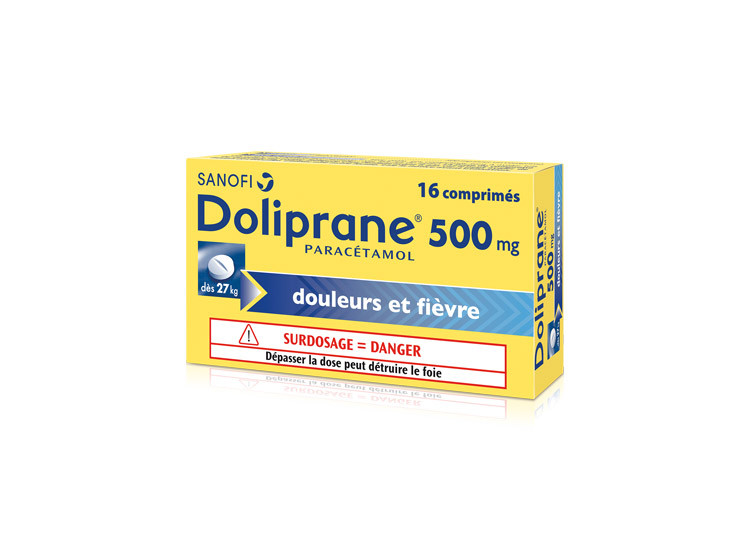 SANOFI
16 comprimés
Doliprane® 500 mg
PARACÉTAMOL
dès 27 kg
douleurs et fièvre
SURDOSAGE = DANGER
Dépasser la dose peut détruire le foie
Doliprane® 500 mg
PARACÉTAMOL
douleurs et fièvre